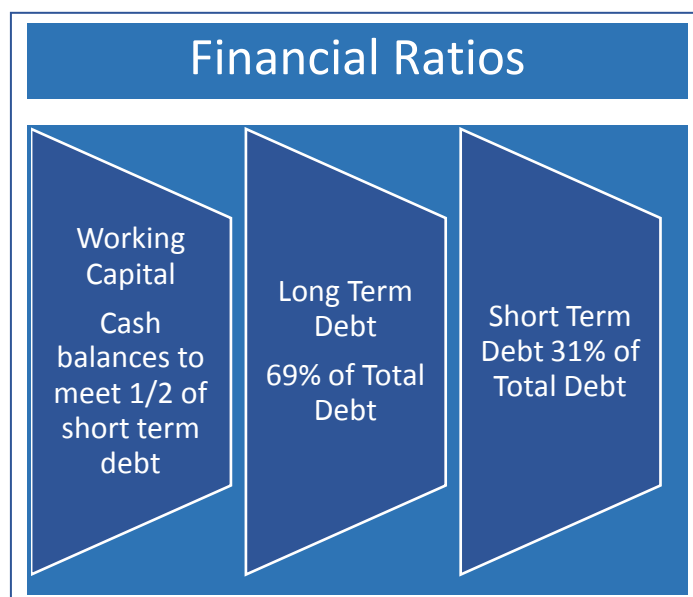 Financial Ratios
Working
Capital
Cash
balances to
meet 1/2 of
short term
debt
Long Term
Debt
69% of Total
Debt
Short Term
Debt 31% of
Total Debt